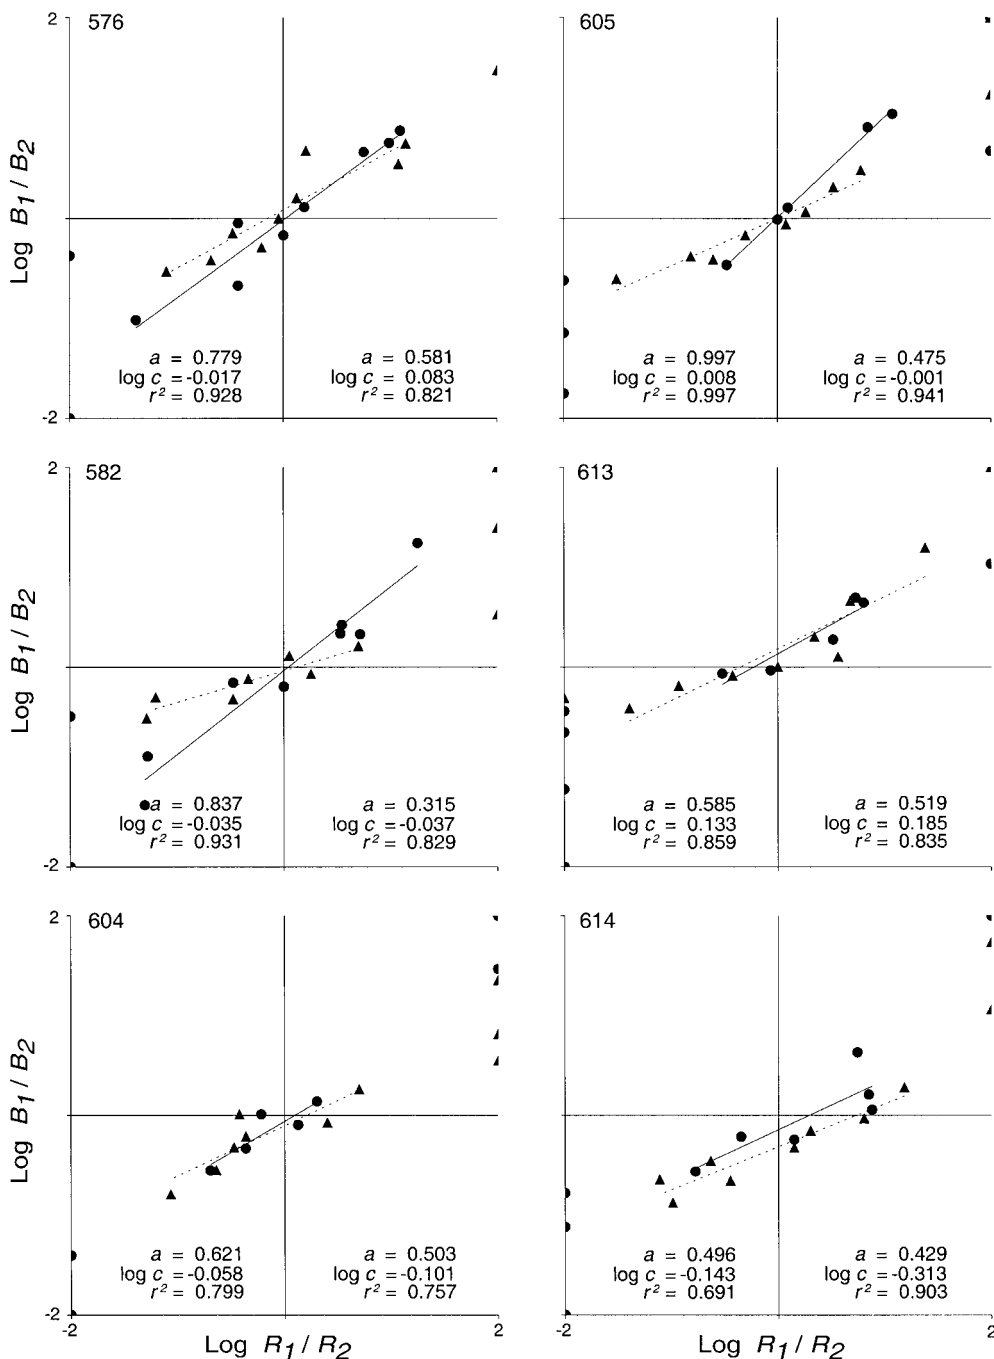 2
576
605
Log B1 / B2
a = 0.779
log c =-0.017
r² = 0.928
a = 0.581
log c = 0.083
r² = 0.821
a = 0.997
log c = 0.008
r² = 0.997
a = 0.475
log c =-0.001
r² = 0.941
-2
2
582
613
Log B1 / B2
a = 0.837
log c =-0.035
r² = 0.931
a = 0.315
log c =-0.037
r² = 0.829
a = 0.585
log c = 0.133
r² = 0.859
a = 0.519
log c = 0.185
r² = 0.835
-2
2
604
614
Log B1 / B2
a = 0.621
log c =-0.058
r² = 0.799
a = 0.503
log c =-0.101
r² = 0.757
a = 0.496
log c =-0.143
r² = 0.691
a = 0.429
log c =-0.313
r² = 0.903
-2
-2 2 -2 2
Log R1 / R2 Log R1 / R2